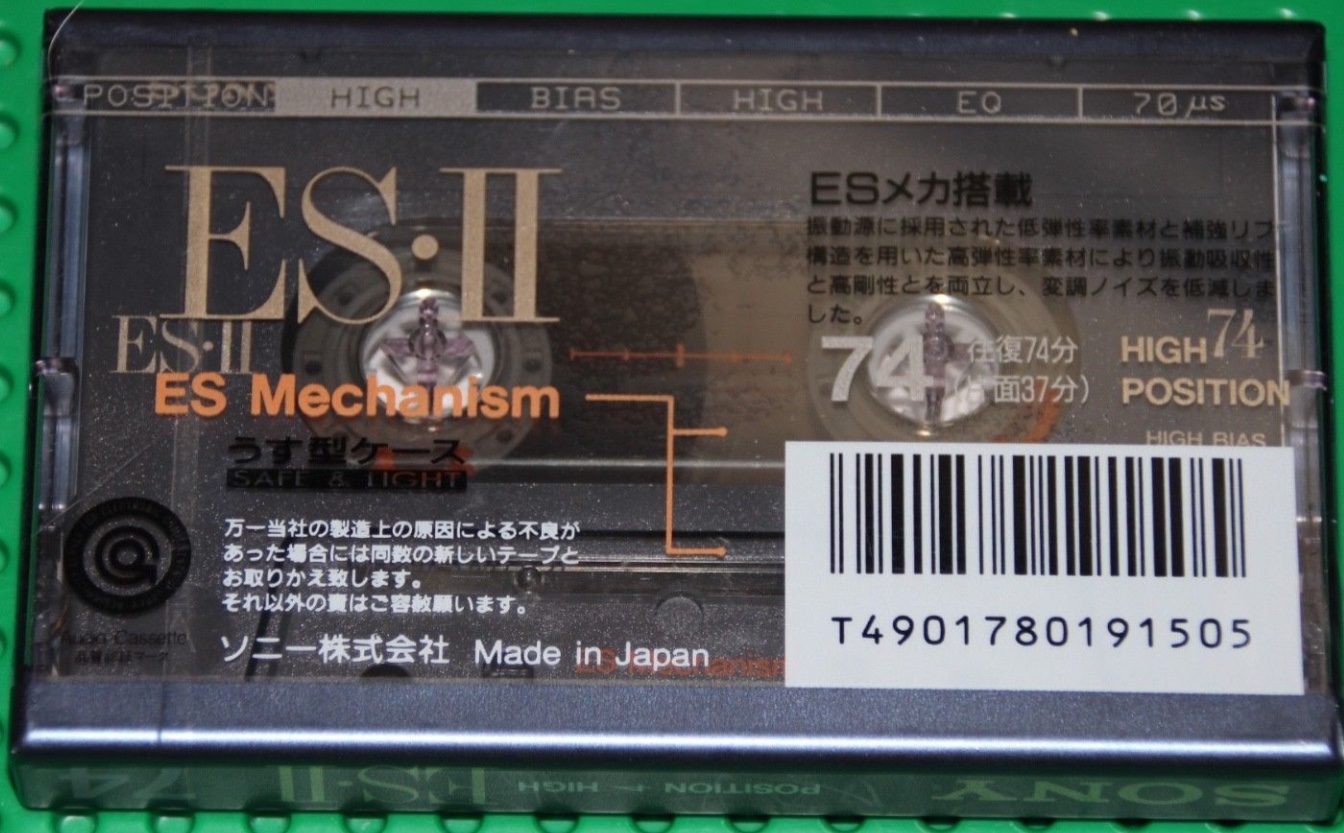 POSITION HIGH BIAS HIGH EQ 70μs
ES・II
ES・II
ES Mechanism
うす型ケース
SAFE & LIGHT
万一当社の製造上の原因による不良が
あった場合には同数の新しいテープと
お取りかえ致します。
それ以外の責はご容赦願います。
ソニー株式会社 Made in Japan
Audio Cassette
ESメカ搭載
振動源に採用された低弾性率素材と補強リブ
構造を用いた高弾性率素材により振動吸収性
と高剛性とを両立し、変調ノイズを低減しま
した。
74 往復74分
(片面37分)
HIGH 74
POSITION
HIGH BIAS
T4901780191505
SONY POSITION HIGH ES・II 74